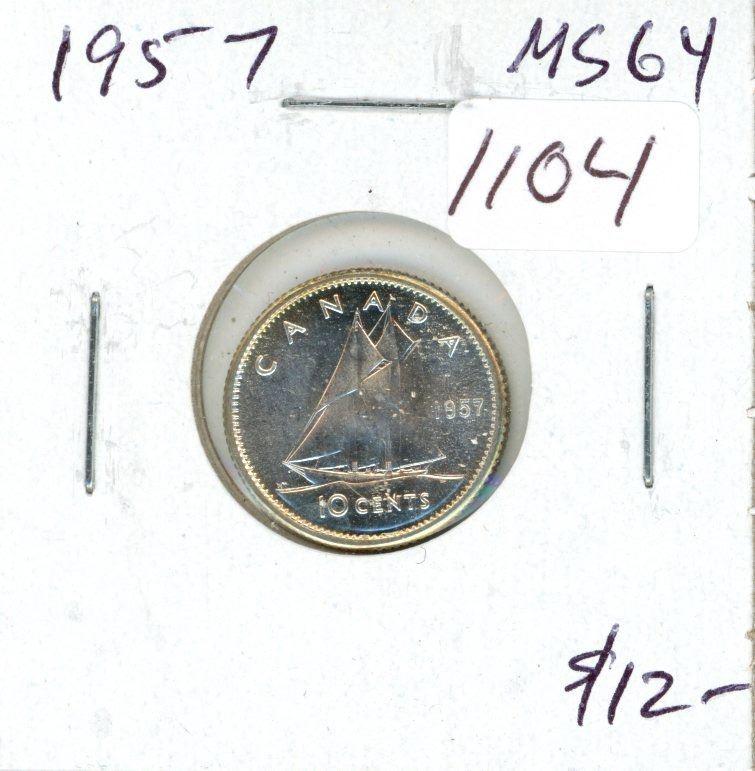 1957 MS64
1104
CANADA
1957
10 CENTS
$12-